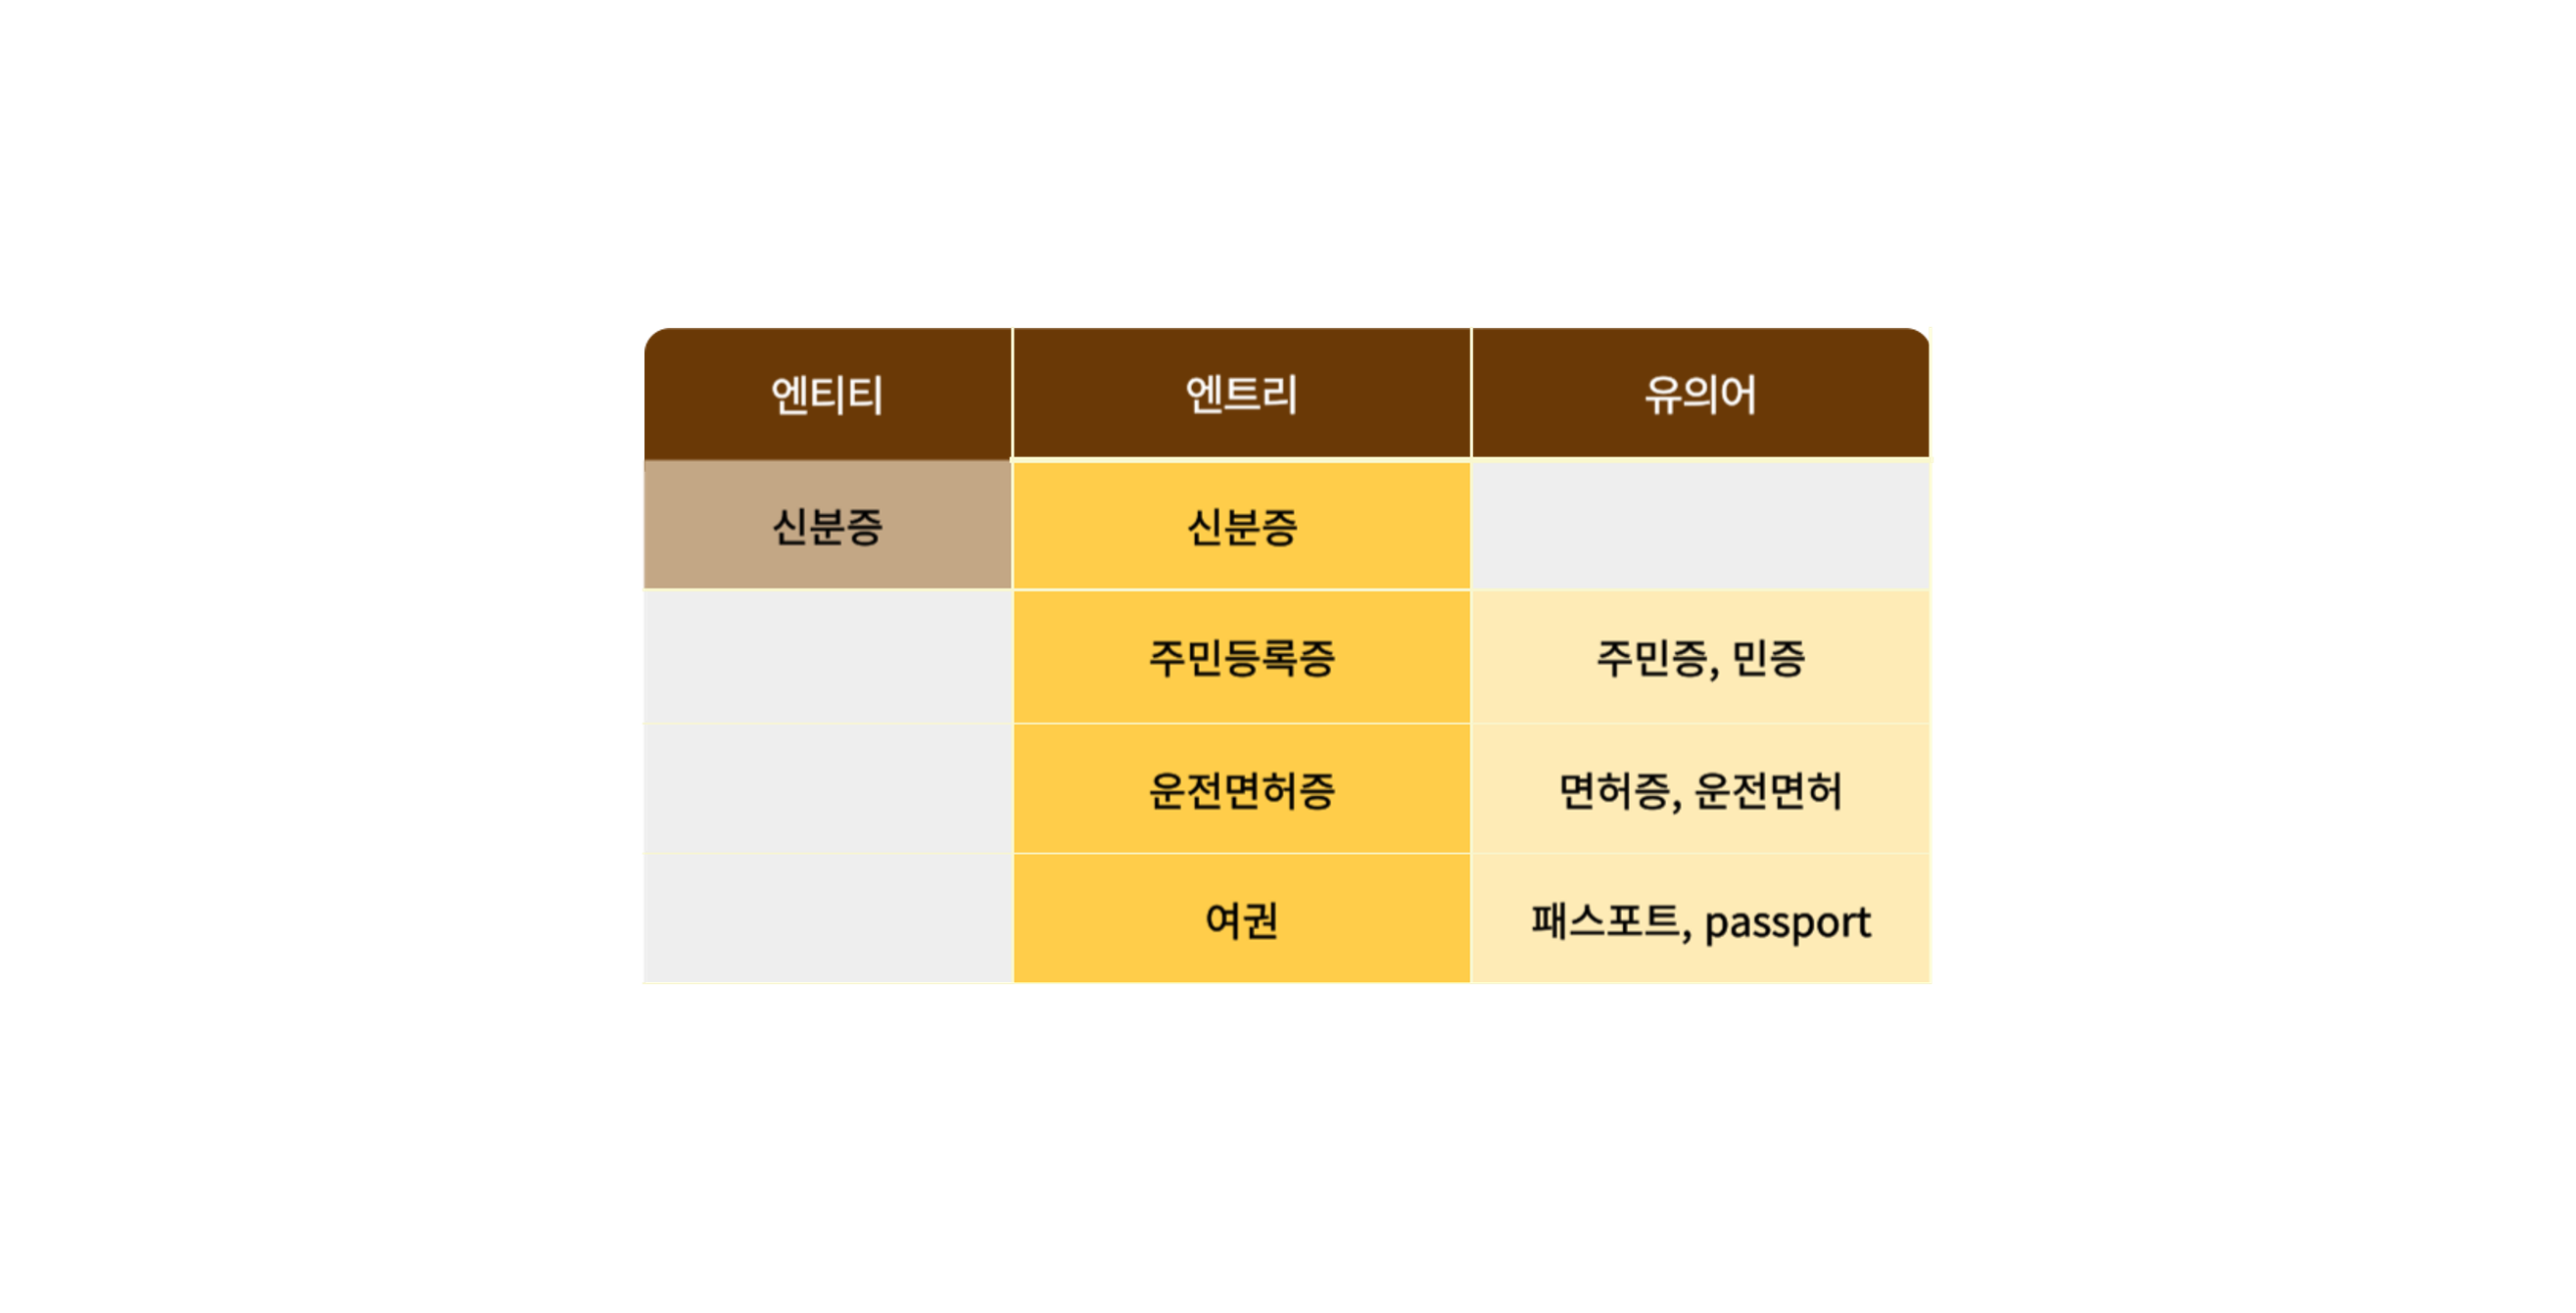 엔티티 엔트리 유의어
신분증 신분증
주민등록증 주민증, 민증
운전면허증 면허증, 운전면허
여권 패스포트, passport